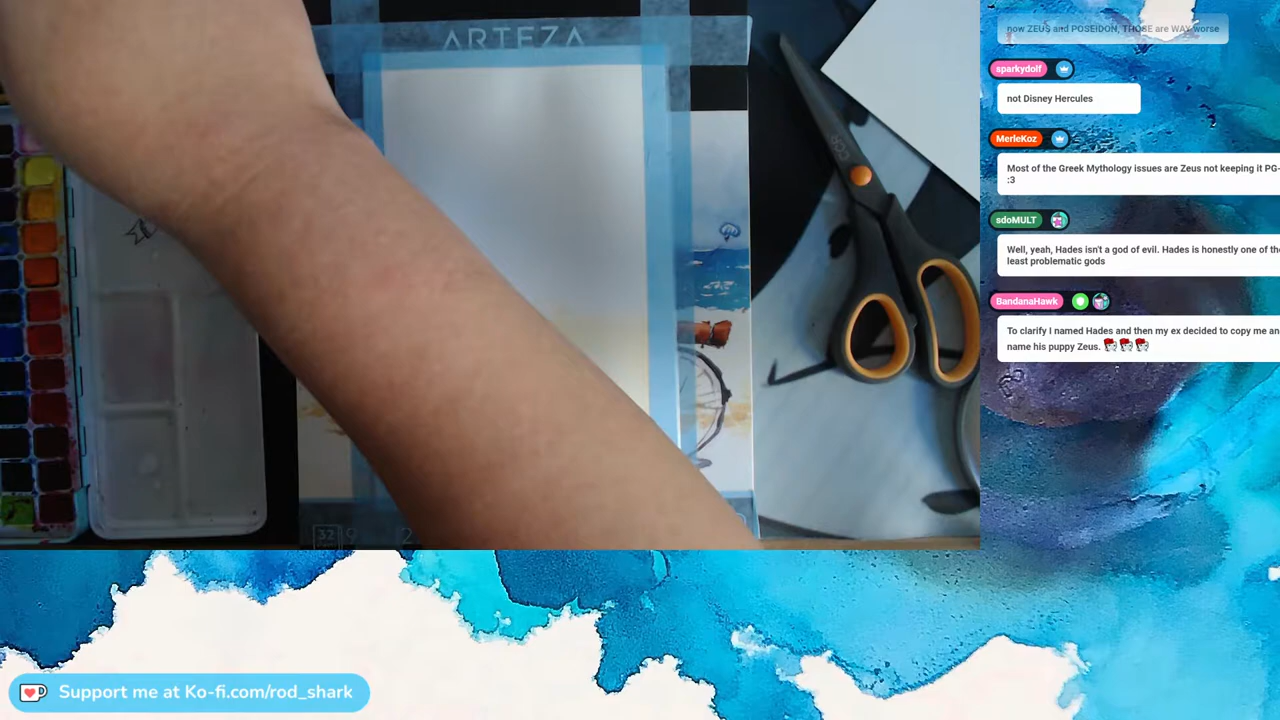 ARTEZA
32
now ZEUS and POSEIDON, THOSE are WAY worse
sparkydolf
not Disney Hercules
MerleKoz
Most of the Greek Mythology issues are Zeus not keeping it PG-
:3
sdoMULT
Well, yeah, Hades isn't a god of evil. Hades is honestly one of the
least problematic gods
BandanaHawk
To clarify I named Hades and then my ex decided to copy me an
name his puppy Zeus.
Support me at Ko-fi.com/rod_shark